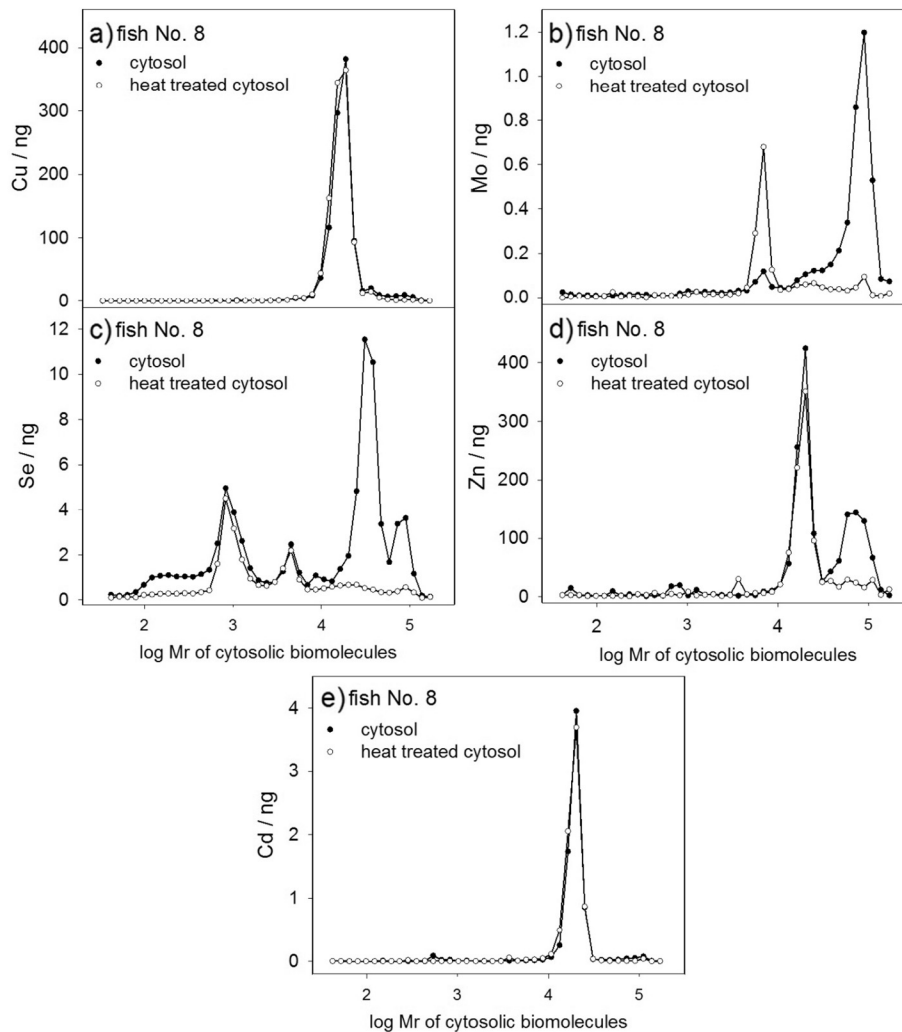 a) fish No. 8
cytosol
heat treated cytosol
Cu / ng
400
300
200
100
0
b) fish No. 8
cytosol
heat treated cytosol
Mo / ng
1.2
1.0
0.8
0.6
0.4
0.2
0.0
c) fish No. 8
cytosol
heat treated cytosol
Se / ng
12
10
8
6
4
2
0
2 3 4 5
log Mr of cytosolic biomolecules
d) fish No. 8
cytosol
heat treated cytosol
Zn / ng
400
300
200
100
0
2 3 4 5
log Mr of cytosolic biomolecules
e) fish No. 8
cytosol
heat treated cytosol
Cd / ng
4
3
2
1
0
2 3 4 5
log Mr of cytosolic biomolecules